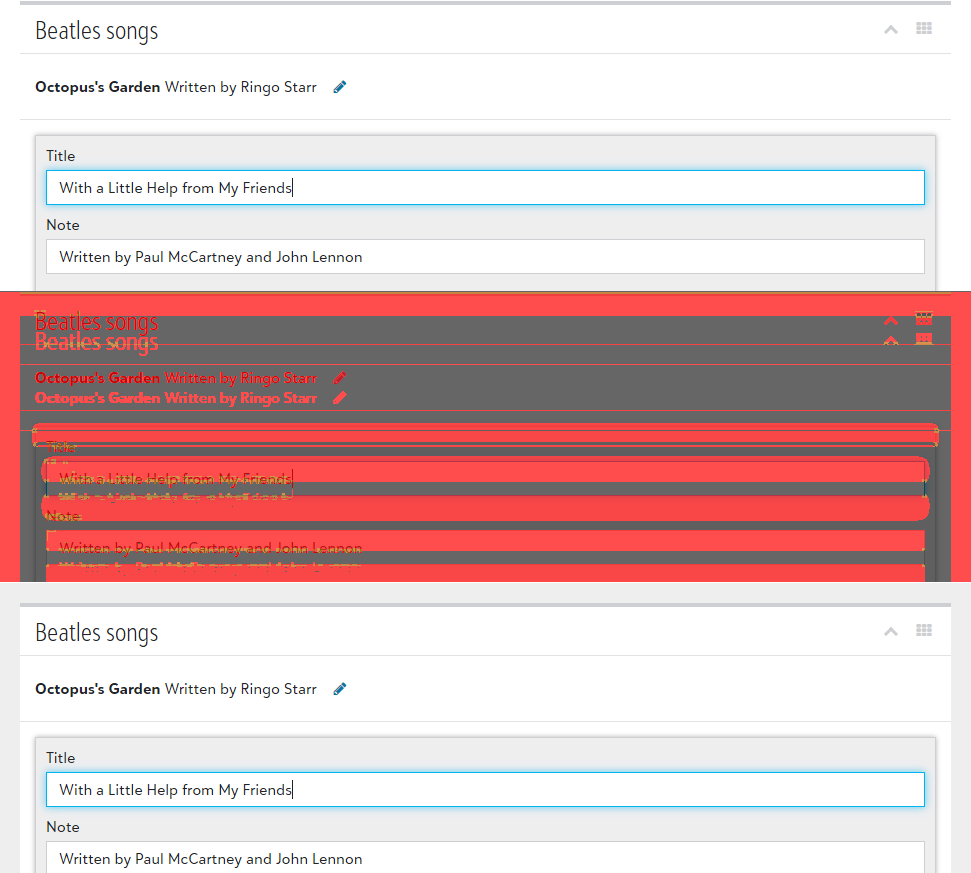 Beatles songs
Octopus's Garden Written by Ringo Starr
Title
With a Little Help from My Friends
Note
Written by Paul McCartney and John Lennon
Beatles songs
Beatles songs
Octopus's Garden Written by Ringo Starr
Octopus's Garden Written by Ringo Starr
Title
With a Little Help from My Friends
Note
Written by Paul McCartney and John Lennon
Beatles songs
Octopus's Garden Written by Ringo Starr
Title
With a Little Help from My Friends
Note
Written by Paul McCartney and John Lennon